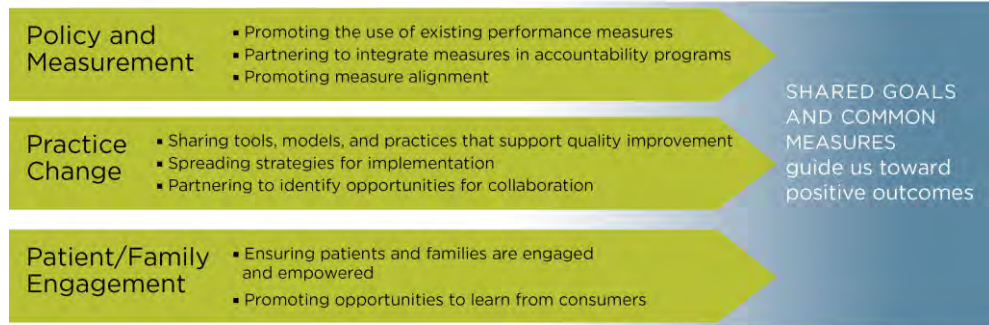 Policy and
Measurement
▪ Promoting the use of existing performance measures
▪ Partnering to integrate measures in accountability programs
▪ Promoting measure alignment
Practice
Change
▪ Sharing tools, models, and practices that support quality improvement
▪ Spreading strategies for implementation
▪ Partnering to identify opportunities for collaboration
Patient/Family
Engagement
▪ Ensuring patients and families are engaged
and empowered
▪ Promoting opportunities to learn from consumers
SHARED GOALS
AND COMMON
MEASURES
guide us toward
positive outcomes